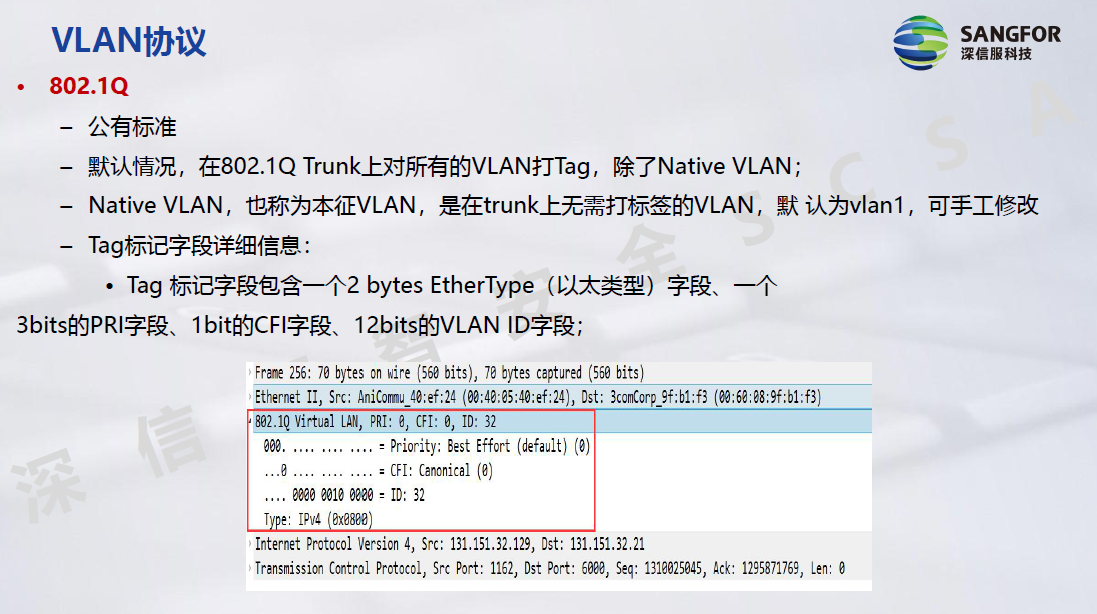 VLAN协议
SANGFOR
深信服科技
• 802.1Q
– 公有标准
– 默认情况，在802.1Q Trunk上对所有的VLAN打Tag，除了Native VLAN；
– Native VLAN，也称为本征VLAN，是在trunk上无需打标签的VLAN，默 认为vlan1，可手工修改
– Tag标记字段详细信息：
• Tag 标记字段包含一个2 bytes EtherType（以太类型）字段、一个
3bits的PRI字段、1bit的CFI字段、12bits的VLAN ID字段；
Frame 256: 70 bytes on wire (560 bits), 70 bytes captured (560 bits)
Ethernet II, Src: AniCommu_40:ef:24 (00:40:05:40:ef:24), Dst: 3comCorp_9f:b1:f3 (00:60:08:9f:b1:f3)
802.1Q Virtual LAN, PRI: 0, CFI: 0, ID: 32
000. .... .... .... = Priority: Best Effort (default) (0)
...0 .... .... .... = CFI: Canonical (0)
.... 0000 0010 0000 = ID: 32
Type: IPv4 (0x0800)
Internet Protocol Version 4, Src: 131.151.32.129, Dst: 131.151.32.21
Transmission Control Protocol, Src Port: 1162, Dst Port: 6000, Seq: 1310025045, Ack: 1295871769, Len: 0
深信 智安全SCSA